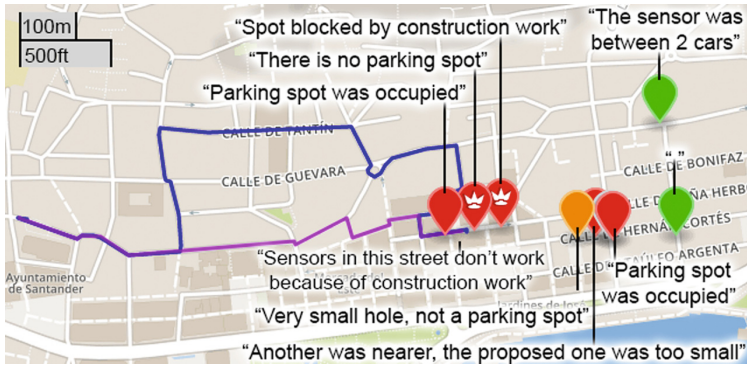 100m
500ft
"Spot blocked by construction work"
"The sensor was
between 2 cars"
"There is no parking spot"
"Parking spot was occupied"
CALLE DE TANTÍN
" "
CALLE DE BONIFAZ
CALLE DE GUEVARA
CALLE DE HERNÁN CORTÉS
"Sensors in this street don't work
because of construction work"
Ayuntamiento
de Santander
"Parking spot
was occupied"
"Very small hole, not a parking spot"
"Another was nearer, the proposed one was too small"